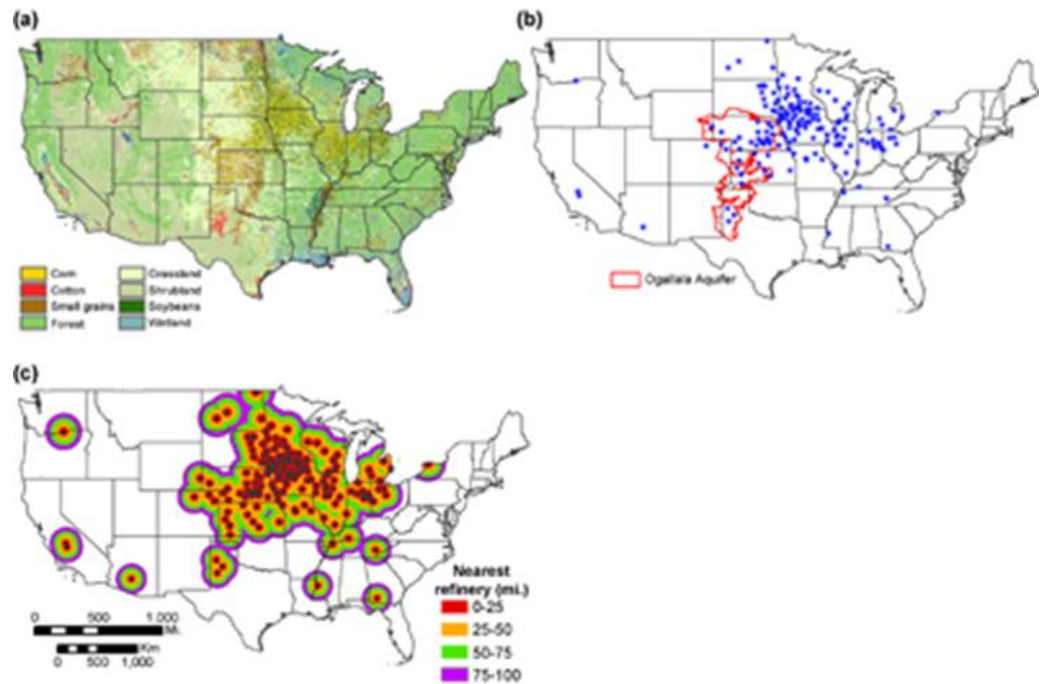 (a)
Corn
Cotton
Small grains
Forest
Grassland
Shrubland
Soybeans
Wetland
(b)
Ogallala Aquifer
(c)
0 500 1,000
Mi.
Km
0 500 1,000
Nearest
refinery (mi.)
0-25
25-50
50-75
75-100